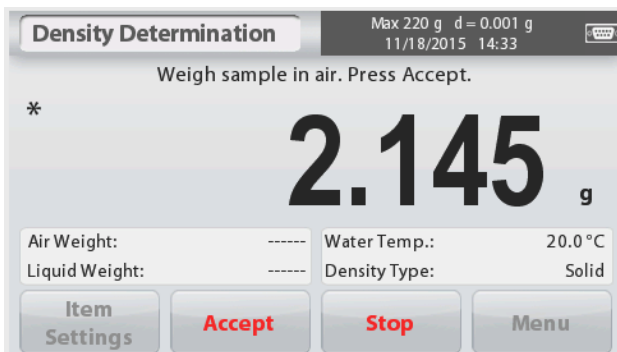 Density Determination
Max 220 g d = 0.001 g
11/18/2015 14:33
Weigh sample in air. Press Accept.
*
2.145 g
Air Weight: ------
Liquid Weight: ------
Water Temp.: 20.0 °C
Density Type: Solid
Item
Settings
Accept
Stop
Menu